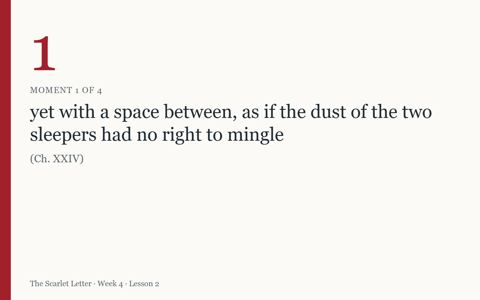 1
MOMENT 1 OF 4
yet with a space between, as if the dust of the two
sleepers had no right to mingle
(Ch. XXIV)
The Scarlet Letter · Week 4 · Lesson 2